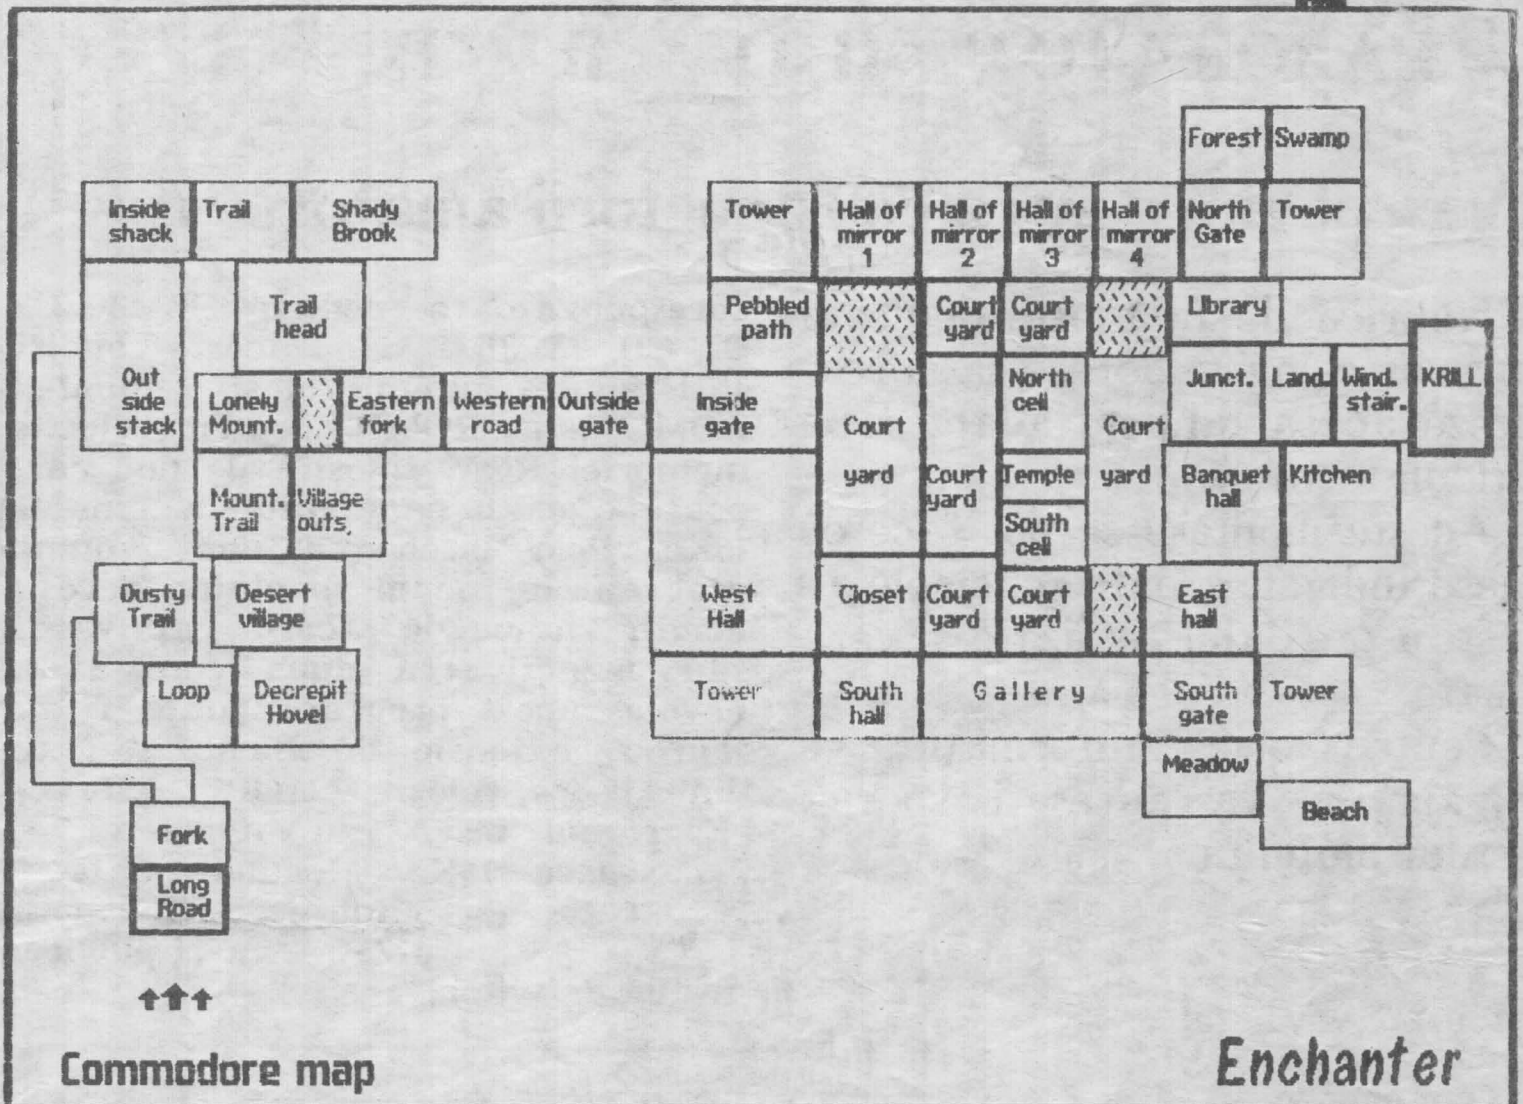 Forest
Swamp
Inside
shack
Trail
Shady
Brook
Tower
Hall of
mirror
1
Hall of
mirror
2
Hall of
mirror
3
Hall of
mirror
4
North
Gate
Tower
Trail
head
Pebbled
path
Court
yard
Court
yard
Library
Out
side
stack
Lonely
Mount.
Eastern
fork
Western
road
Outside
gate
Inside
gate
Court
yard
Court
yard
North
cell
Temple
South
cell
Court
yard
Junct.
Land.
Wind.
stair.
KRILL
Mount.
Trail
Village
outs.
Banquet
hall
Kitchen
Dusty
Trail
Desert
village
West
Hall
Closet
Court
yard
Court
yard
East
hall
Loop
Decrepit
Hovel
Tower
South
hall
Gallery
South
gate
Tower
Meadow
Beach
Fork
Long
Road
Commodore map
Enchanter